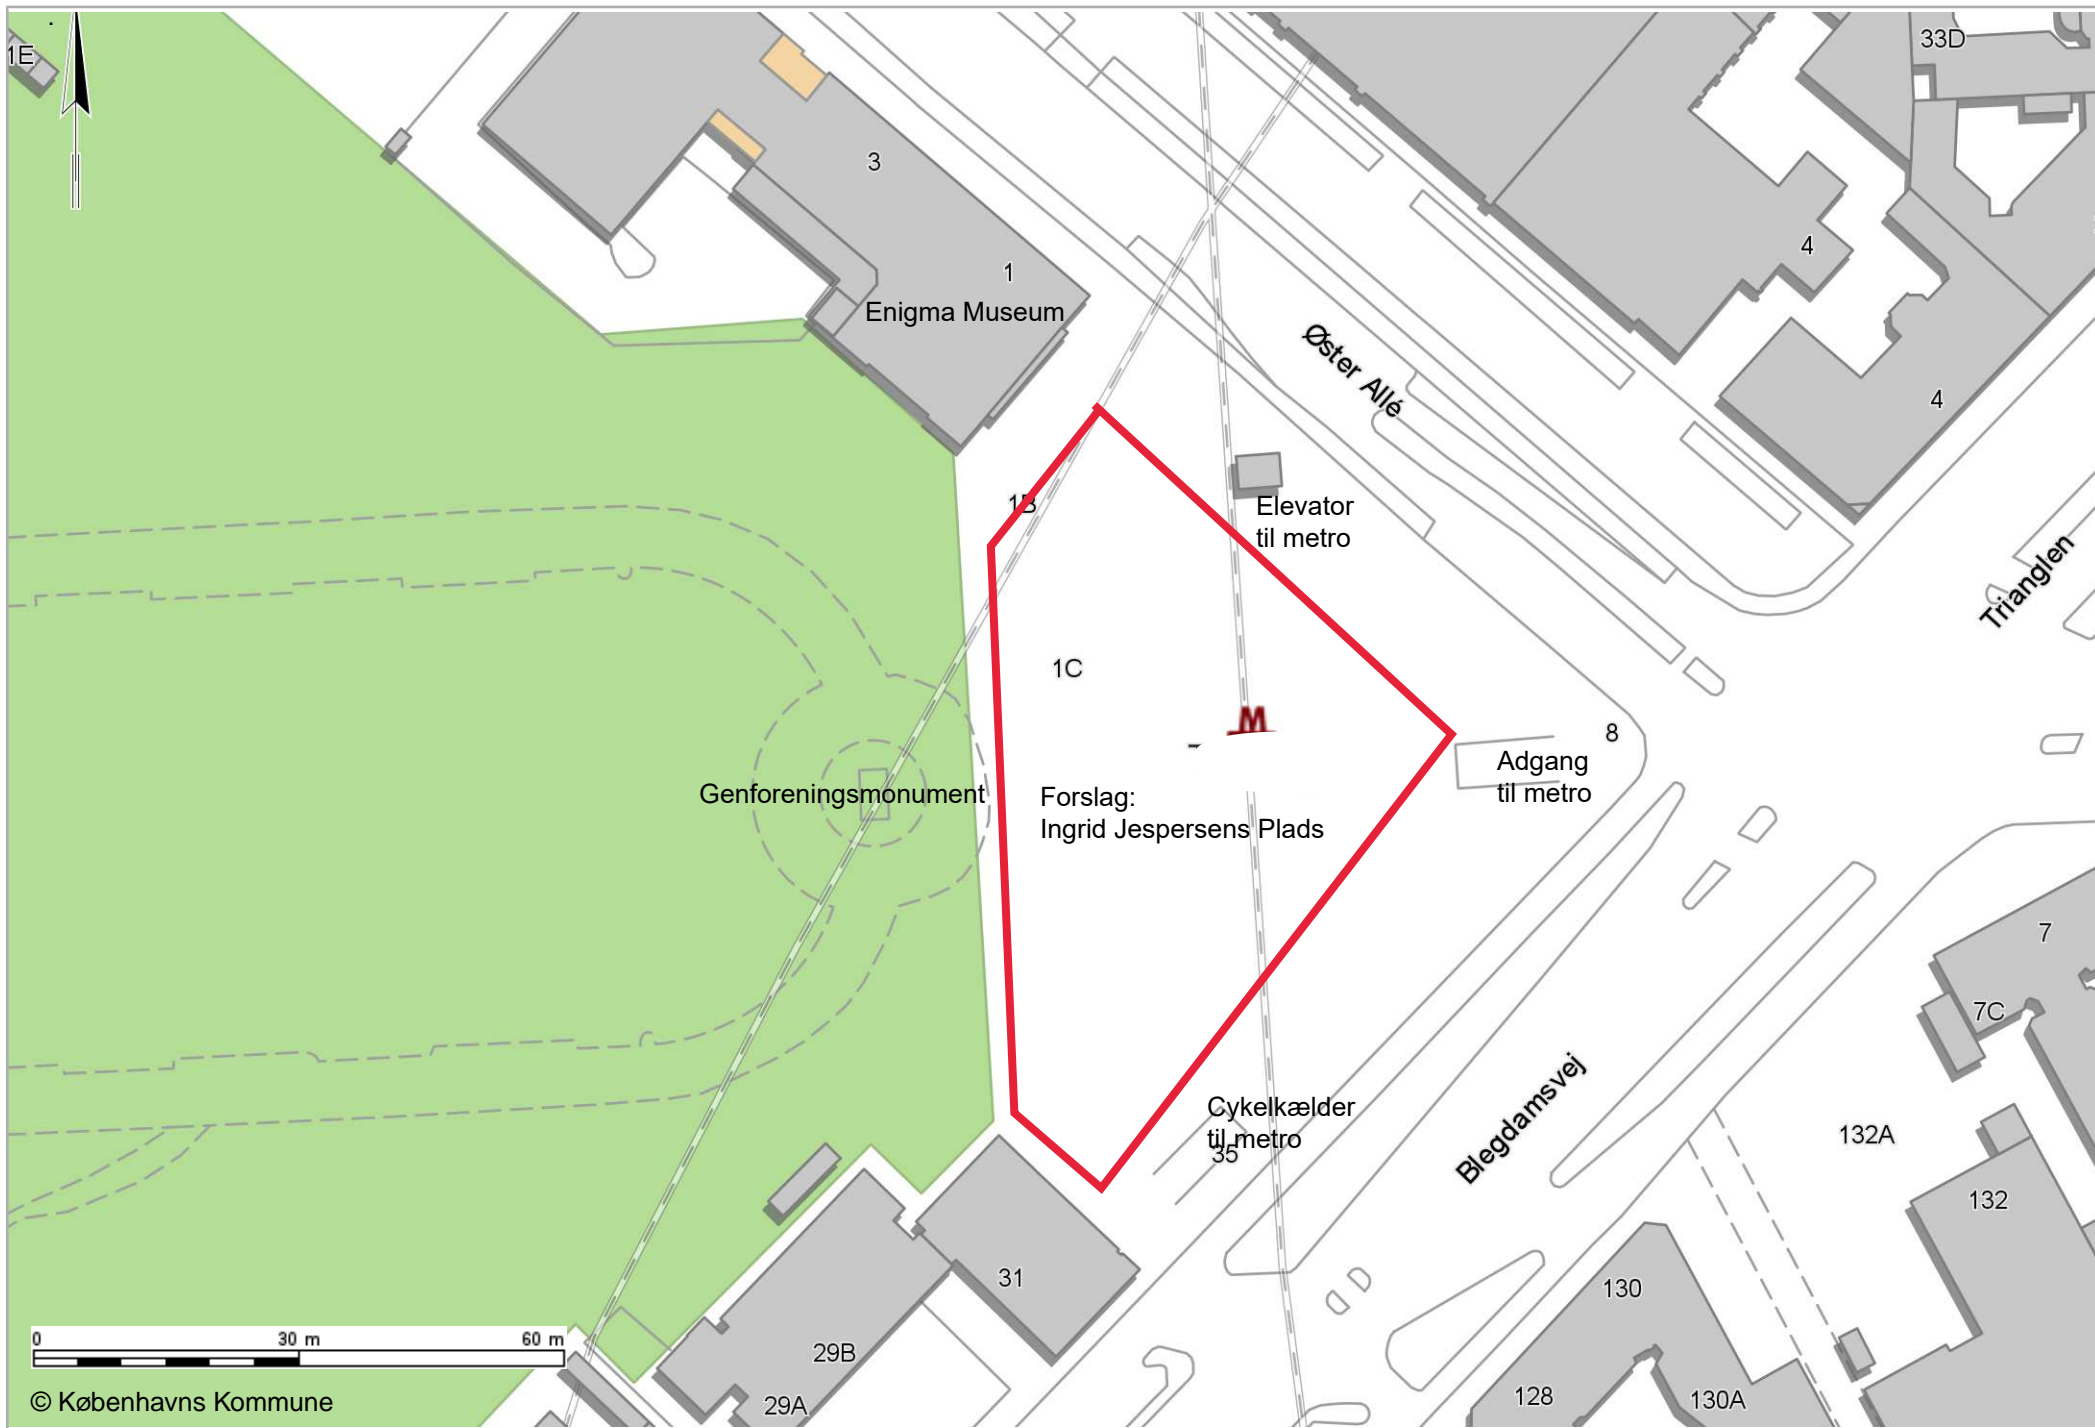 1E
33D
3
4
1
Enigma Museum
Øster Allé
4
1B
Elevator
til metro
Trianglen
1C
M
8
Adgang
til metro
Genforeningsmonument
Forslag:
Ingrid Jespersens Plads
7
7C
Cykelkælder
til metro
35
Blegdamsvej
132A
132
31
130
0 30 m 60 m
29B
128
130A
29A
© Københavns Kommune